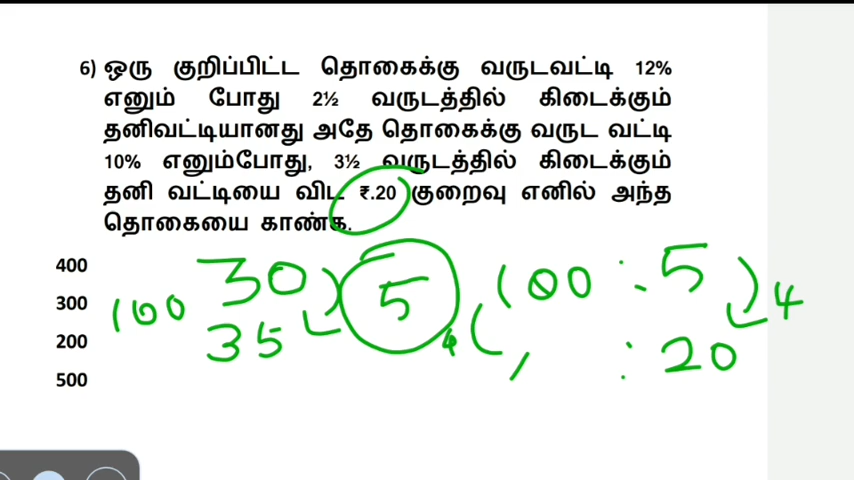 6) ஒரு குறிப்பிட்ட தொகைக்கு வருடவட்டி 12%
எனும் போது 2½ வருடத்தில் கிடைக்கும்
தனிவட்டியானது அதே தொகைக்கு வருட வட்டி
10% எனும்போது, 3½ வருடத்தில் கிடைக்கும்
தனி வட்டியை விட ₹.20 குறைவு எனில் அந்த
தொகையை காண்க.
400
300
200
500
30
100
35
5
100 : 5
4
4
, : 20